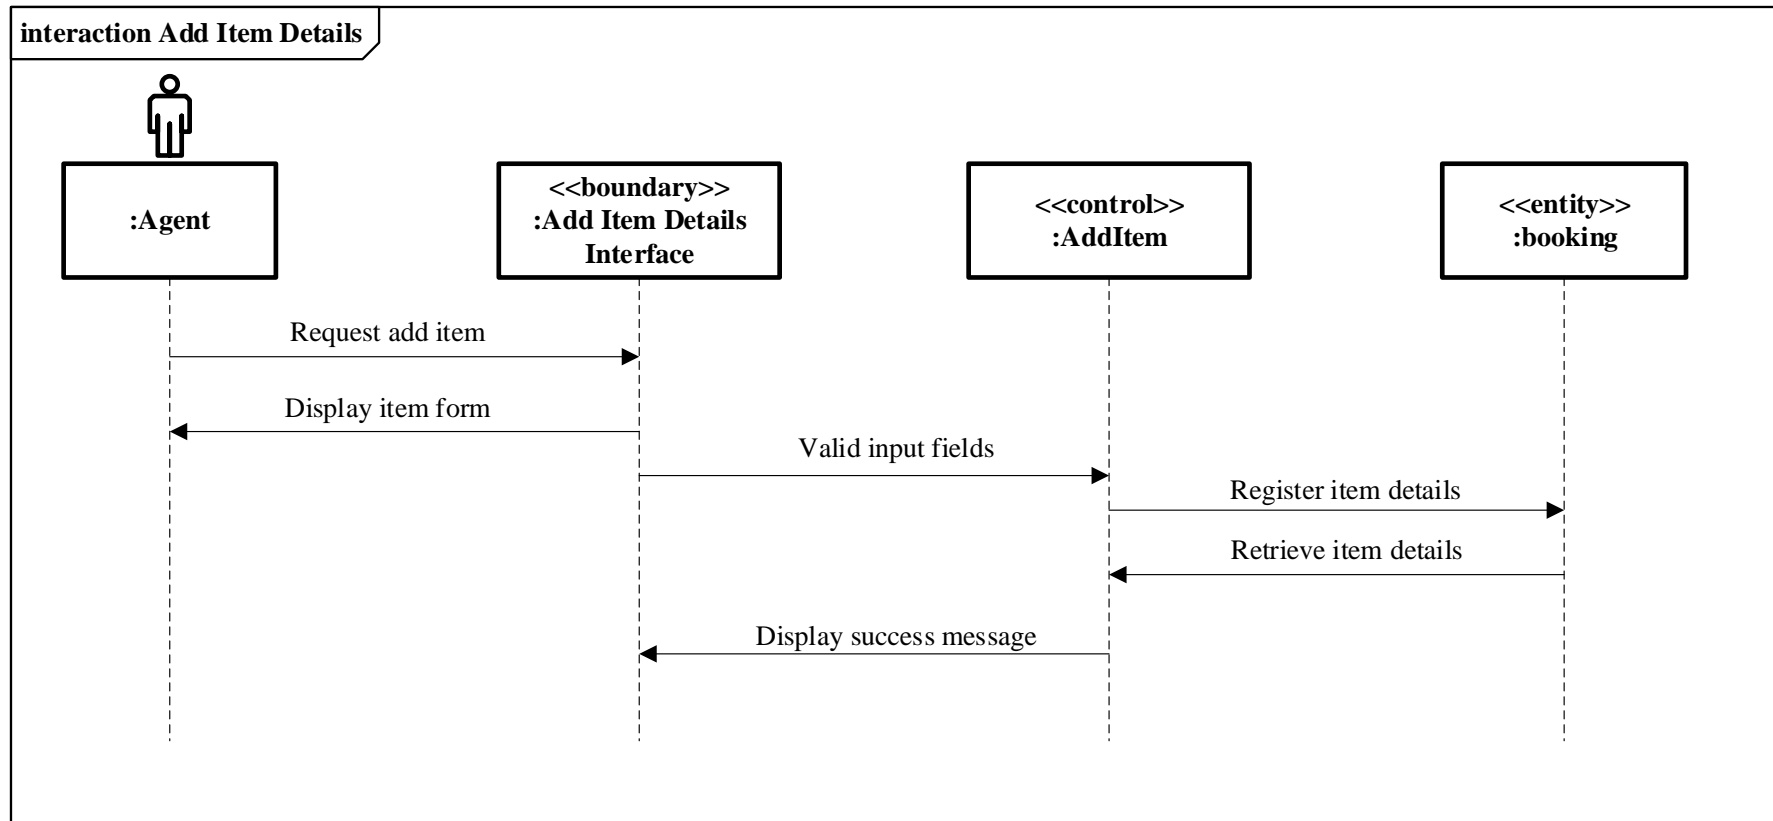 interaction Add Item Details
:Agent
<<boundary>>
:Add Item Details
Interface
<<control>>
:AddItem
<<entity>>
:booking
Request add item
Display item form
Valid input fields
Register item details
Retrieve item details
Display success message